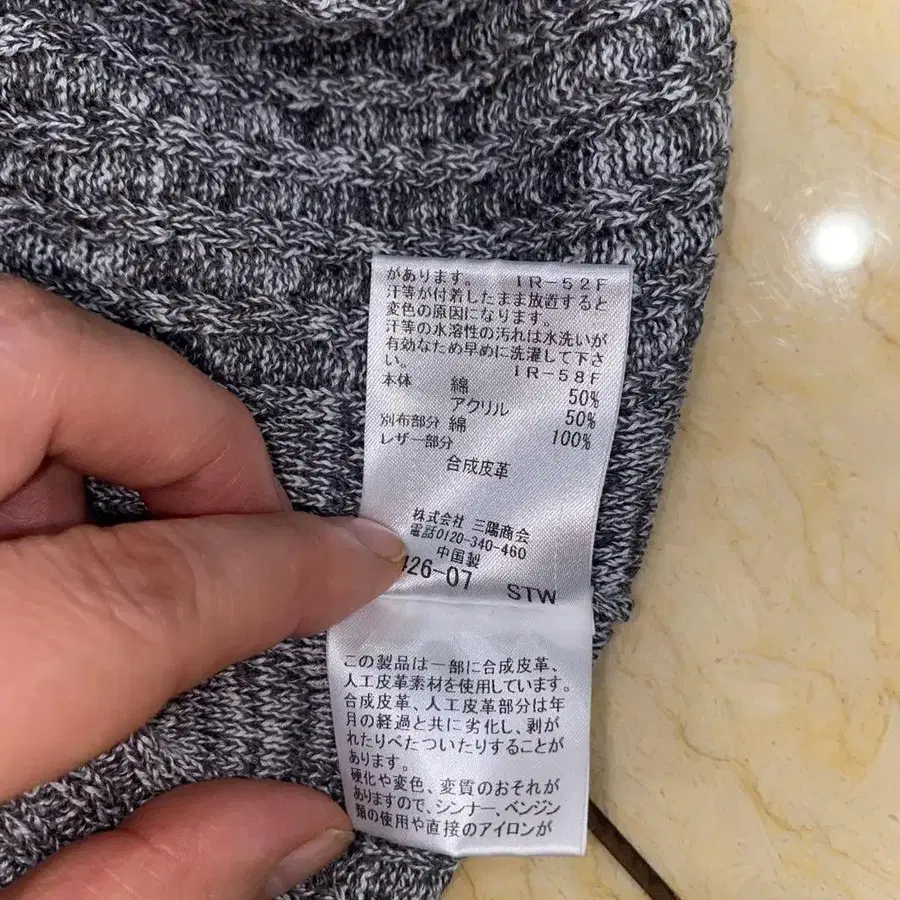 があります。 IR-52F
汗等が付着したまま放置すると
変色の原因になります。
汗等の水溶性の汚れは水洗いが
有効なため早めに洗濯して下さ
い。 IR-58F
本体 綿 50%
アクリル 50%
別布部分 綿 100%
レザー部分
合成皮革
株式会社 三陽商会
電話0120-340-460
中国製
426-07 STW
この製品は一部に合成皮革、
人工皮革素材を使用しています。
合成皮革、人工皮革部分は年
月の経過と共に劣化し、剥が
れたりべたついたりすることが
あります。
硬化や変色、変質のおそれが
ありますので、シンナー、ベンジン
類の使用や直接のアイロンが